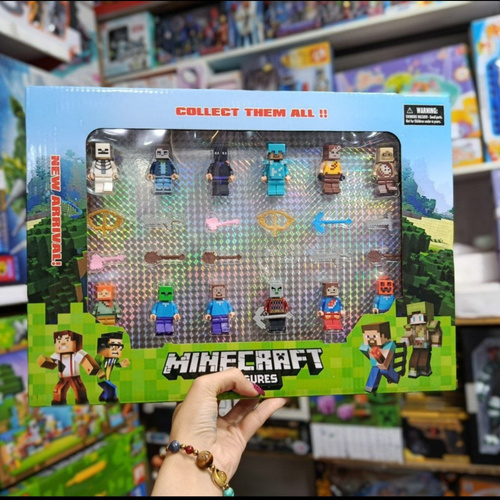 COLLECT THEM ALL !!
WARNING:
NEW ARRIVAL!
MINECRAFT